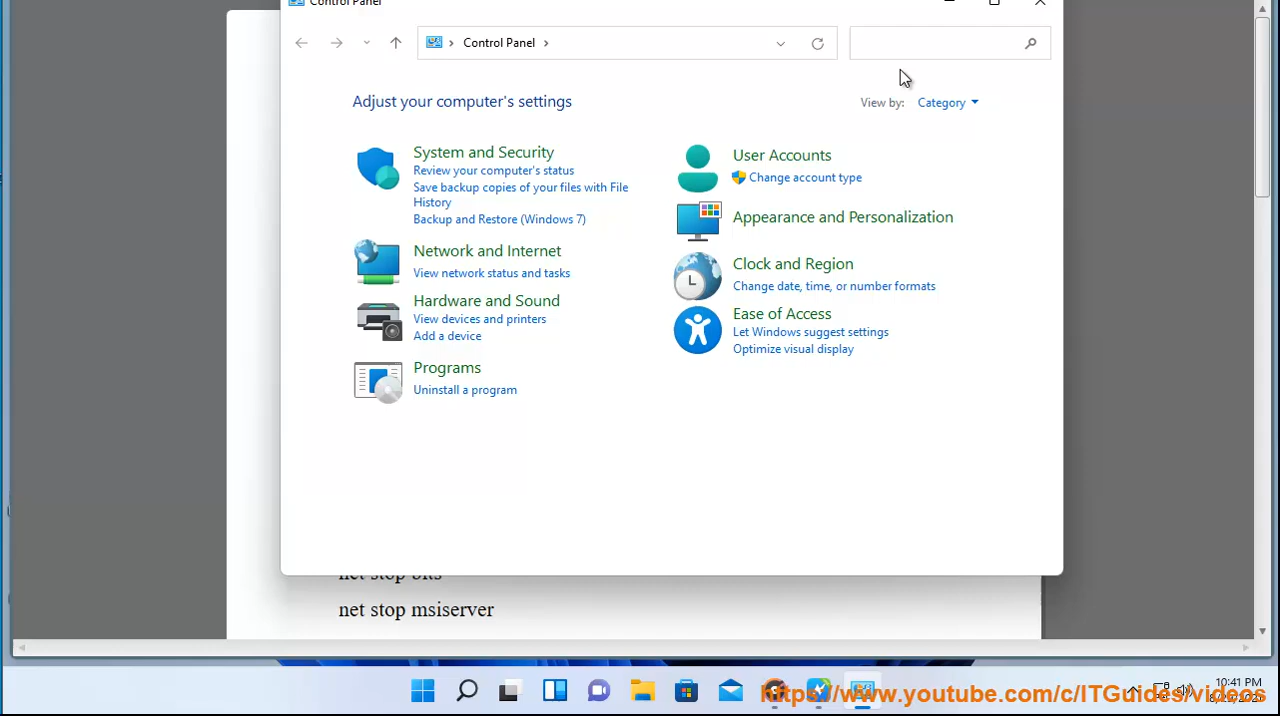 Control Panel
Control Panel
Adjust your computer's settings
View by: Category
System and Security
Review your computer's status
Save backup copies of your files with File
History
Backup and Restore (Windows 7)
Network and Internet
View network status and tasks
Hardware and Sound
View devices and printers
Add a device
Programs
Uninstall a program
User Accounts
Change account type
Appearance and Personalization
Clock and Region
Change date, time, or number formats
Ease of Access
Let Windows suggest settings
Optimize visual display
net stop bits
net stop msiserver
10:41 PM
https://www.youtube.com/c/ITGuides/videos